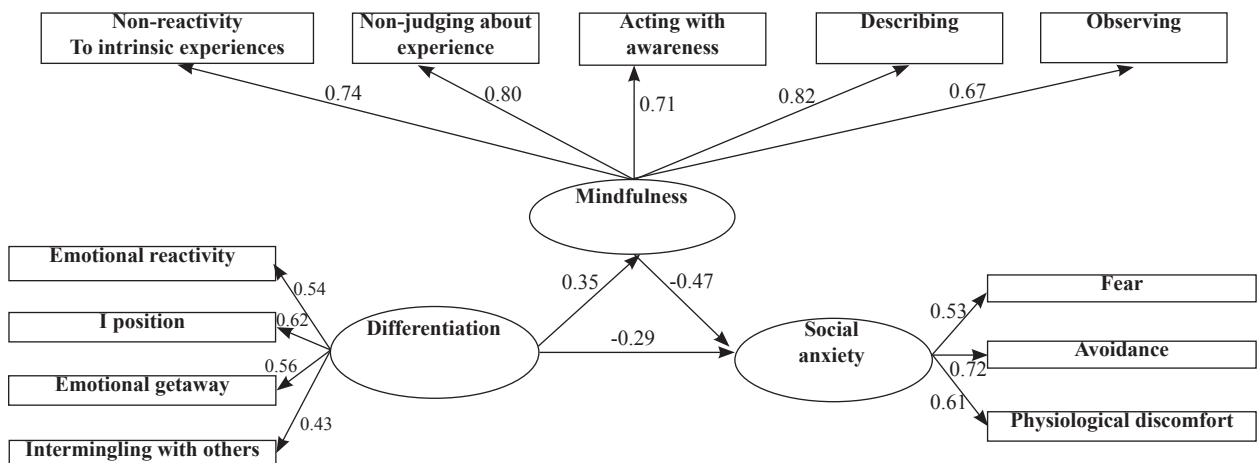 Non-reactivity
To intrinsic experiences
Non-judging about
experience
Acting with
awareness
Describing
Observing
0.74
0.80
0.71
0.82
0.67
Mindfulness
Emotional reactivity
I position
Emotional getaway
Intermingling with others
0.54
0.62
0.56
0.43
Differentiation
0.35
-0.47
-0.29
Social
anxiety
0.53
0.72
0.61
Fear
Avoidance
Physiological discomfort